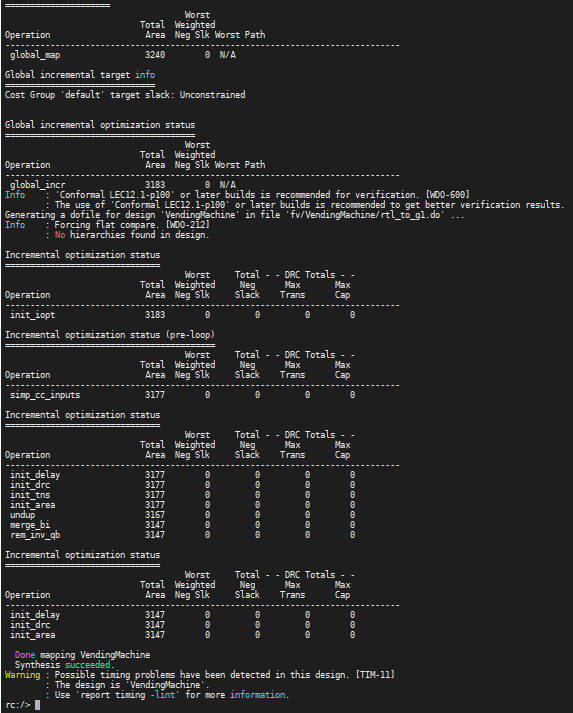 =====================
Worst
Total Weighted
Operation Area Neg Slk Worst Path
-------------------------------------------------------------------------------
global_map 3240 0 N/A
Global incremental target info
==============================
Cost Group 'default' target slack: Unconstrained
Global incremental optimization status
======================================
Worst
Total Weighted
Operation Area Neg Slk Worst Path
-------------------------------------------------------------------------------
global_incr 3183 0 N/A
Info : 'Conformal LEC12.1-p100' or later builds is recommended for verification. [WDO-600]
: The use of 'Conformal LEC12.1-p100' or later builds is recommended to get better verification results.
Generating a dofile for design 'VendingMachine' in file 'fv/VendingMachine/rtl_to_g1.do' ...
Info : Forcing flat compare. [WDO-212]
: No hierarchies found in design.
Incremental optimization status
===============================
Worst Total - - DRC Totals - -
Total Weighted Neg Max Max
Operation Area Neg Slk Slack Trans Cap
-------------------------------------------------------------------------------
init_iopt 3183 0 0 0 0
Incremental optimization status (pre-loop)
==========================================
Worst Total - - DRC Totals - -
Total Weighted Neg Max Max
Operation Area Neg Slk Slack Trans Cap
-------------------------------------------------------------------------------
simp_cc_inputs 3177 0 0 0 0
Incremental optimization status
===============================
Worst Total - - DRC Totals - -
Total Weighted Neg Max Max
Operation Area Neg Slk Slack Trans Cap
-------------------------------------------------------------------------------
init_delay 3177 0 0 0 0
init_drc 3177 0 0 0 0
init_tns 3177 0 0 0 0
init_area 3177 0 0 0 0
undup 3167 0 0 0 0
merge_bi 3147 0 0 0 0
rem_inv_qb 3147 0 0 0 0
Incremental optimization status
===============================
Worst Total - - DRC Totals - -
Total Weighted Neg Max Max
Operation Area Neg Slk Slack Trans Cap
-------------------------------------------------------------------------------
init_delay 3147 0 0 0 0
init_drc 3147 0 0 0 0
init_area 3147 0 0 0 0
Done mapping VendingMachine
Synthesis succeeded.
Warning : Possible timing problems have been detected in this design. [TIM-11]
: The design is 'VendingMachine'.
: Use 'report timing -lint' for more information.
rc:/>